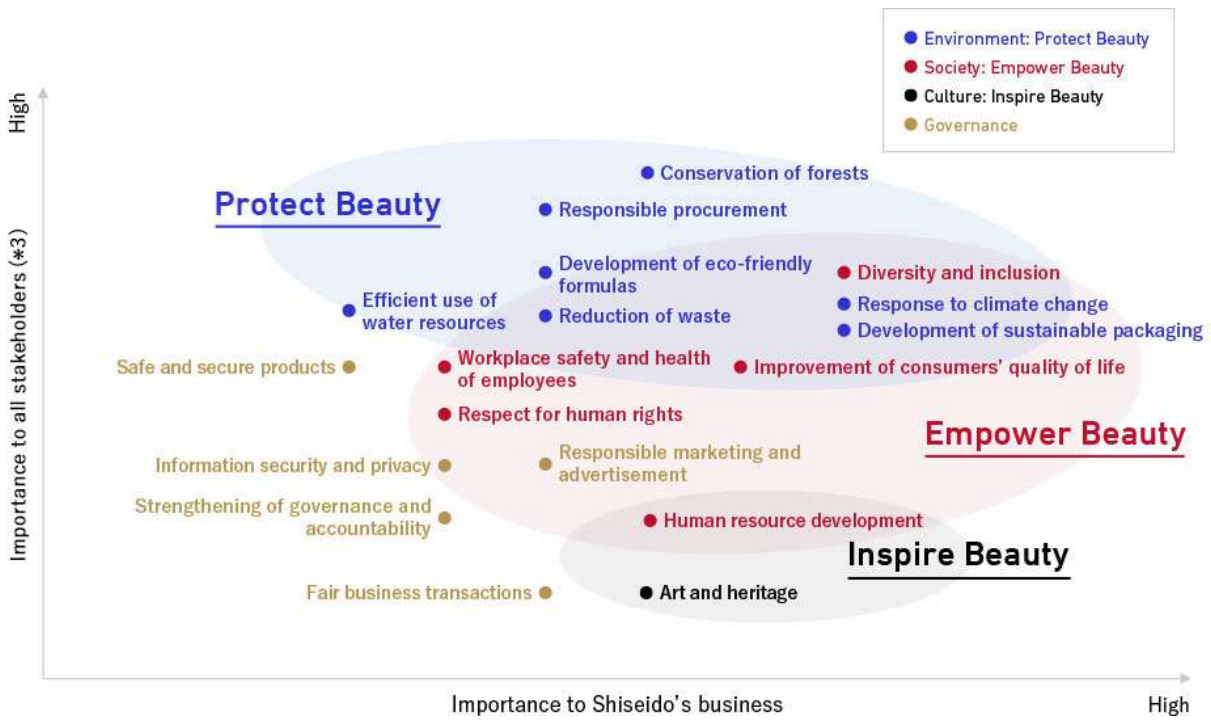 Environment: Protect Beauty
Society: Empower Beauty
Culture: Inspire Beauty
Governance
High
Importance to all stakeholders (*3)
Protect Beauty
Conservation of forests
Responsible procurement
Development of eco-friendly
formulas
Diversity and inclusion
Efficient use of
water resources
Reduction of waste
Response to climate change
Development of sustainable packaging
Safe and secure products
Workplace safety and health
of employees
Improvement of consumers’ quality of life
Respect for human rights
Empower Beauty
Information security and privacy
Responsible marketing and
advertisement
Strengthening of governance and
accountability
Human resource development
Inspire Beauty
Fair business transactions
Art and heritage
Importance to Shiseido’s business
High